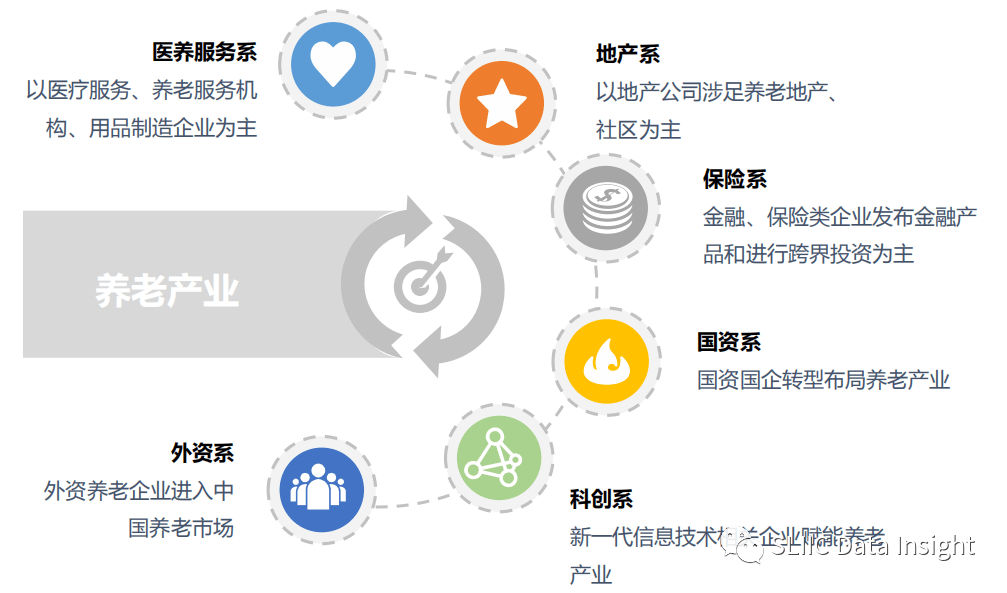 医养服务系
以医疗服务、养老服务机
构、用品制造企业为主
地产系
以地产公司涉足养老地产、
社区为主
保险系
金融、保险类企业发布金融产
品和进行跨界投资为主
养老产业
国资系
国资国企转型布局养老产业
外资系
外资养老企业进入中
国养老市场
科创系
新一代信息技术相关企业赋能养老
产业
SLIIC Data Insight